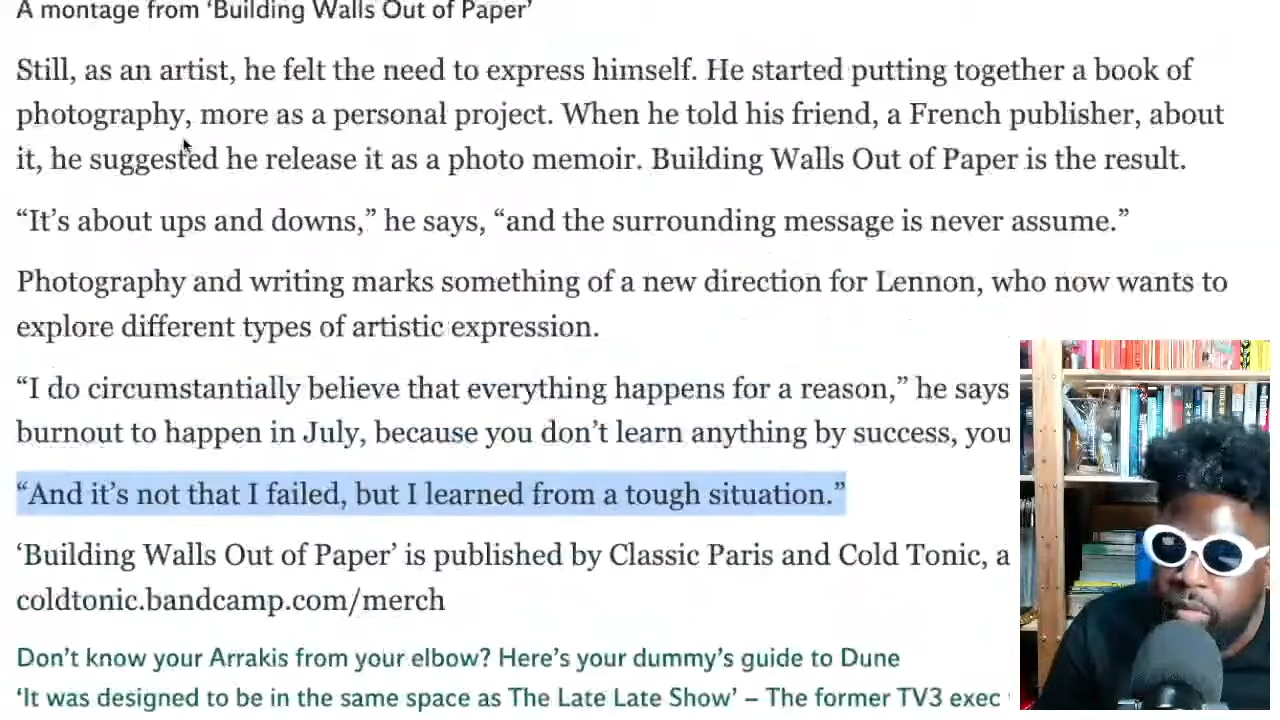 A montage from ‘Building Walls Out of Paper’
Still, as an artist, he felt the need to express himself. He started putting together a book of
photography, more as a personal project. When he told his friend, a French publisher, about
it, he suggested he release it as a photo memoir. Building Walls Out of Paper is the result.
“It’s about ups and downs,” he says, “and the surrounding message is never assume.”
Photography and writing marks something of a new direction for Lennon, who now wants to
explore different types of artistic expression.
“I do circumstantially believe that everything happens for a reason,” he says
burnout to happen in July, because you don’t learn anything by success, you
“And it’s not that I failed, but I learned from a tough situation.”
‘Building Walls Out of Paper’ is published by Classic Paris and Cold Tonic, a
coldtonic.bandcamp.com/merch
Don’t know your Arrakis from your elbow? Here’s your dummy’s guide to Dune
‘It was designed to be in the same space as The Late Late Show’ – The former TV3 exec